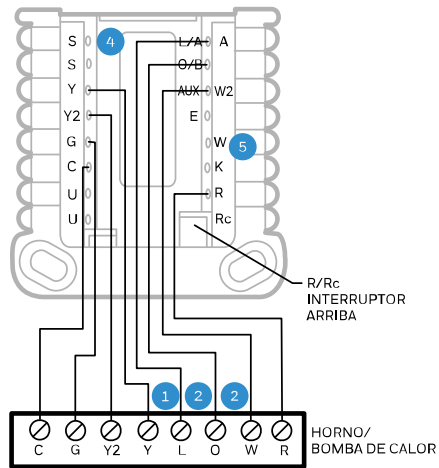 S 4 L/A A
S O/B
Y AUX W2
Y2 E
G W 5
C K
U R
U Rc
R/Rc
INTERRUPTOR
ARRIBA
1 2 2
C G Y2 Y L O W R
HORNO/
BOMBA DE CALOR